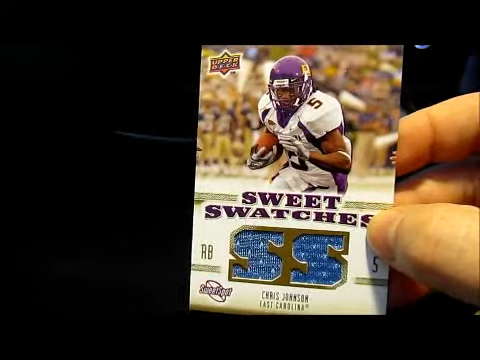 UPPER DECK
5
SWEET
SWATCHES
RB
SS
5
SweetSpot
CHRIS JOHNSON
EAST CAROLINA®